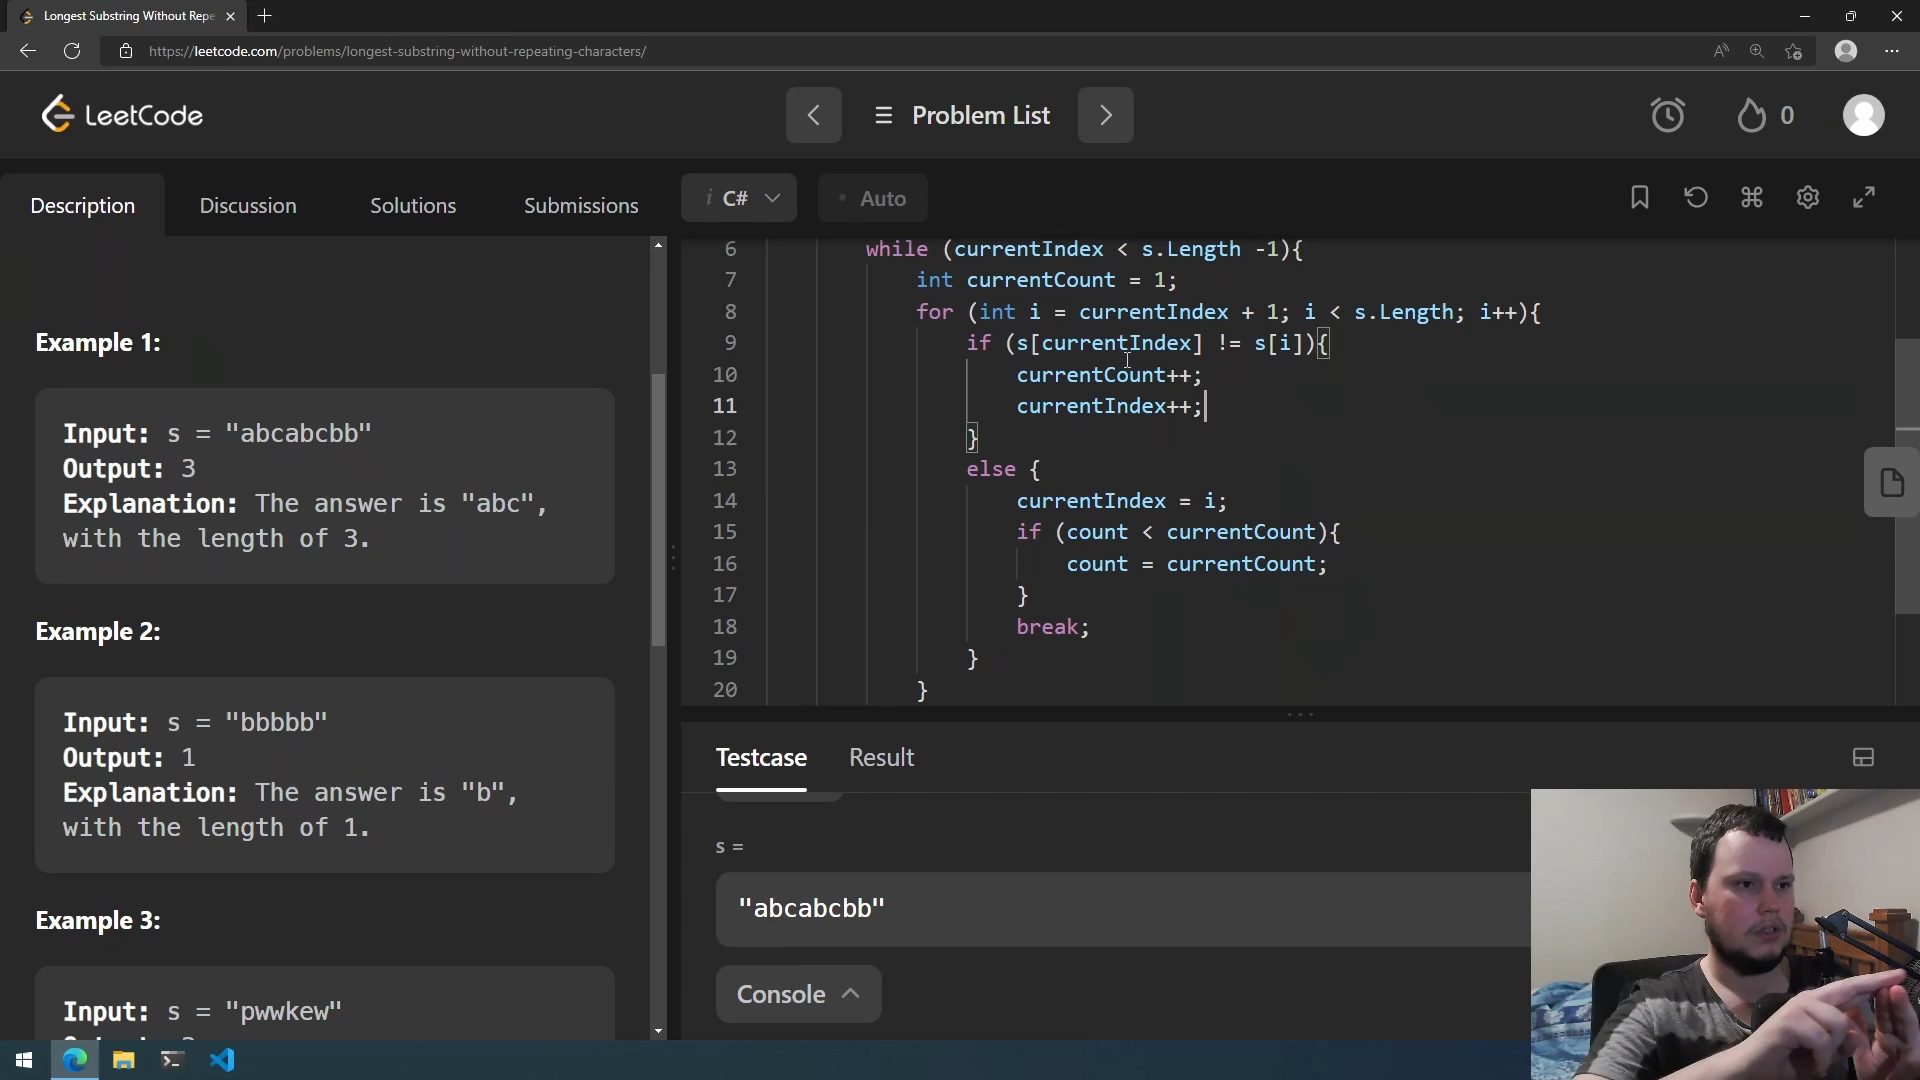 Longest Substring Without Repe
https://leetcode.com/problems/longest-substring-without-repeating-characters/
LeetCode
Problem List
0
Description
Discussion
Solutions
Submissions
i C#
Auto
Example 1:
Input: s = "abcabcbb"
Output: 3
Explanation: The answer is "abc",
with the length of 3.
Example 2:
Input: s = "bbbbb"
Output: 1
Explanation: The answer is "b",
with the length of 1.
Example 3:
Input: s = "pwwkew"
6 while (currentIndex < s.Length -1){
7 int currentCount = 1;
8 for (int i = currentIndex + 1; i < s.Length; i++){
9 if (s[currentIndex] != s[i]){
10 currentCount++;
11 currentIndex++;
12 }
13 else {
14 currentIndex = i;
15 if (count < currentCount){
16 count = currentCount;
17 }
18 break;
19 }
20 }
Testcase
Result
s =
"abcabcbb"
Console